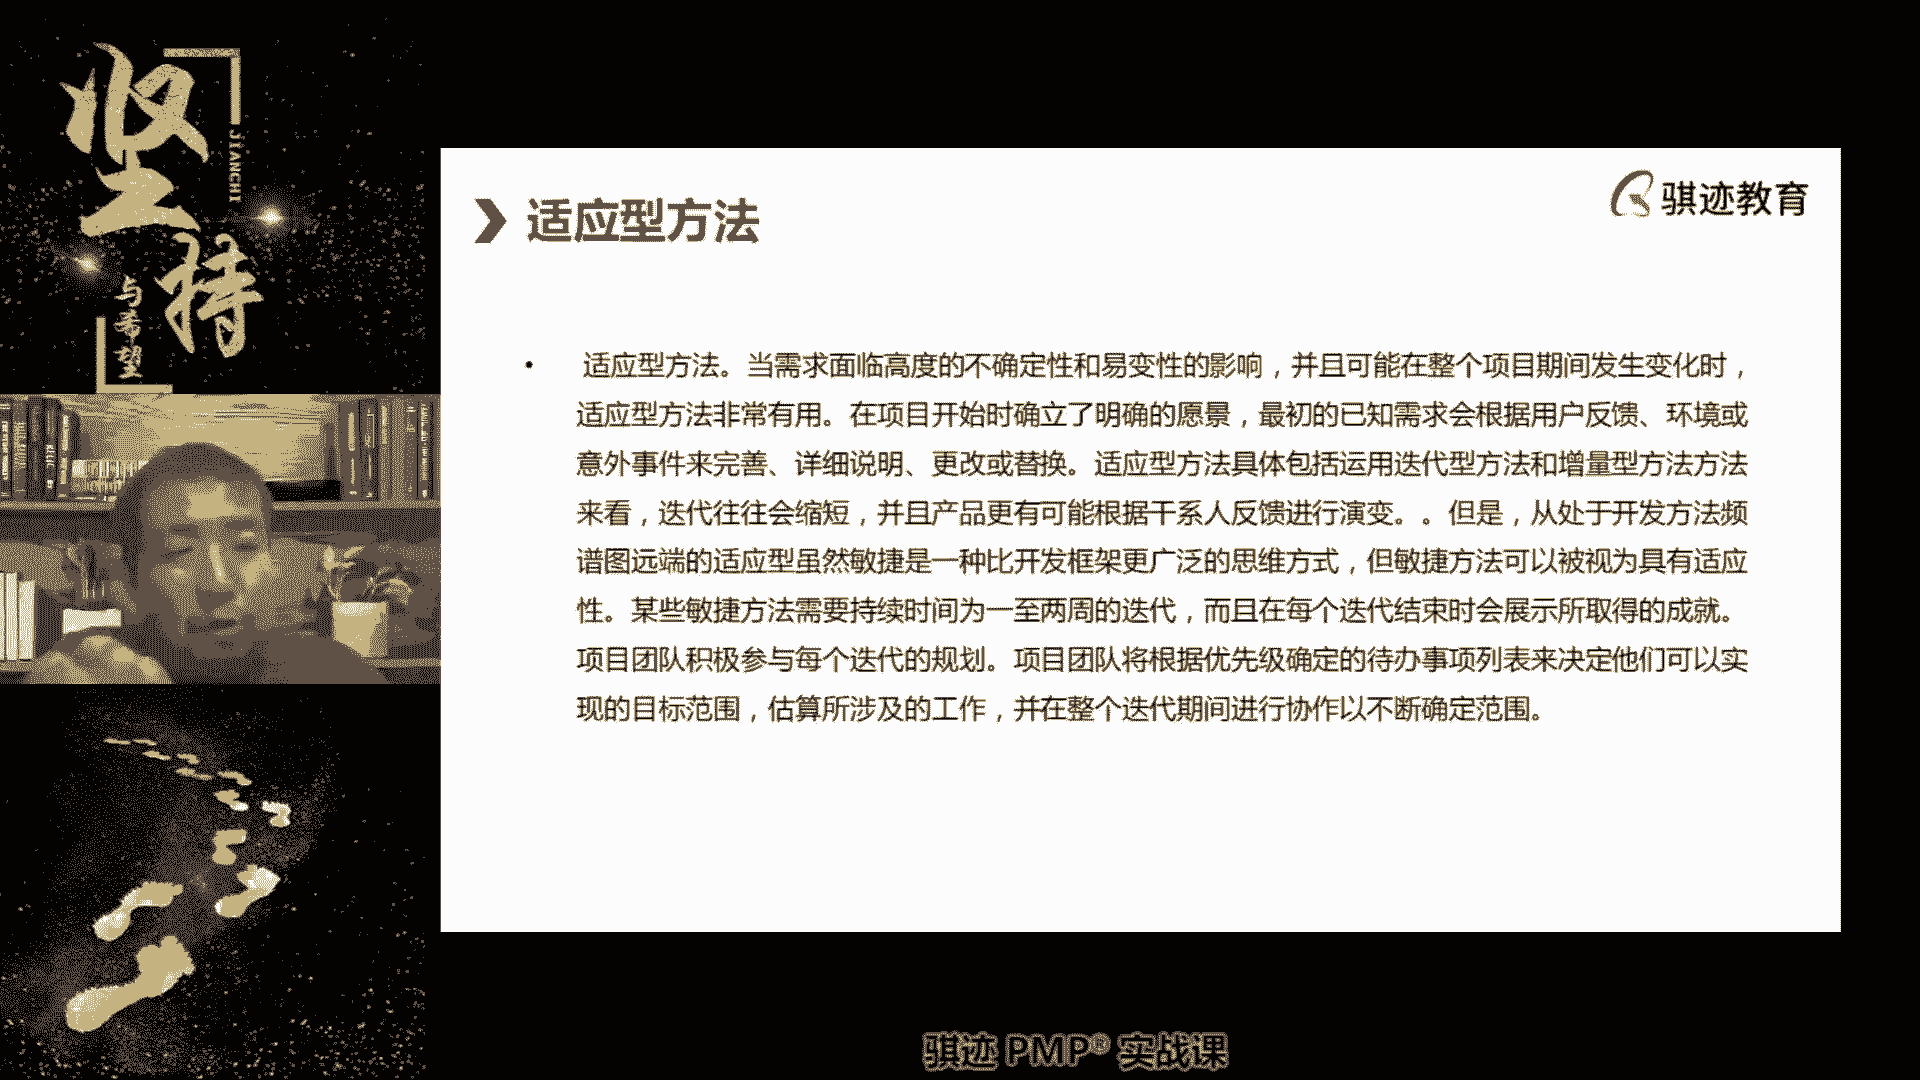 坚持
JIANCHI
与希望
骐迹教育
适应型方法
• 适应型方法。当需求面临高度的不确定性和易变性的影响，并且可能在整个项目期间发生变化时，
适应型方法非常有用。在项目开始时确立了明确的愿景，最初的已知需求会根据用户反馈、环境或
意外事件来完善、详细说明、更改或替换。适应型方法具体包括运用迭代型方法和增量型方法方法
来看，迭代往往会缩短，并且产品更有可能根据干系人反馈进行演变。。但是，从处于开发方法频
谱图远端的适应型虽然敏捷是一种比开发框架更广泛的思维方式，但敏捷方法可以被视为具有适应
性。某些敏捷方法需要持续时间为一至两周的迭代，而且在每个迭代结束时会展示所取得的成就。
项目团队积极参与每个迭代的规划。项目团队将根据优先级确定的待办事项列表来决定他们可以实
现的目标范围，估算所涉及的工作，并在整个迭代期间进行协作以不断确定范围。
骐迹 PMP® 实战课